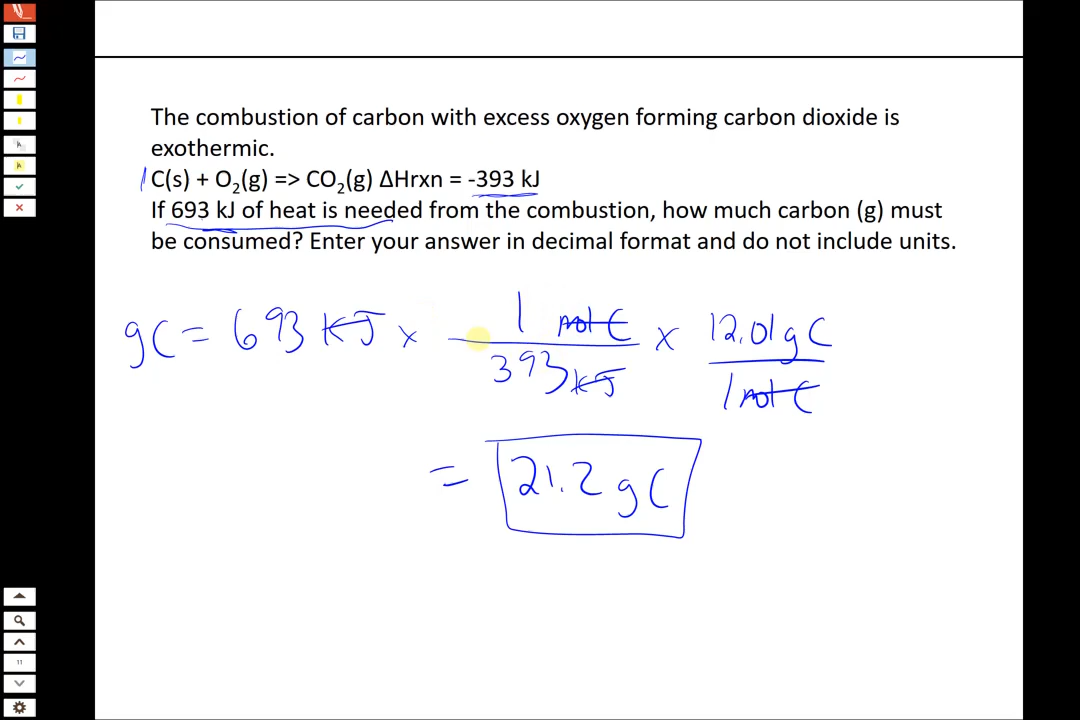 The combustion of carbon with excess oxygen forming carbon dioxide is
exothermic.
1 C(s) + O₂(g) => CO₂(g) ΔHrxn = -393 kJ
If 693 kJ of heat is needed from the combustion, how much carbon (g) must
be consumed? Enter your answer in decimal format and do not include units.
gC = 693 KJ × 1 mol C / 393 KJ × 12.01 g C / 1 mol C
= 21.2 g C
11